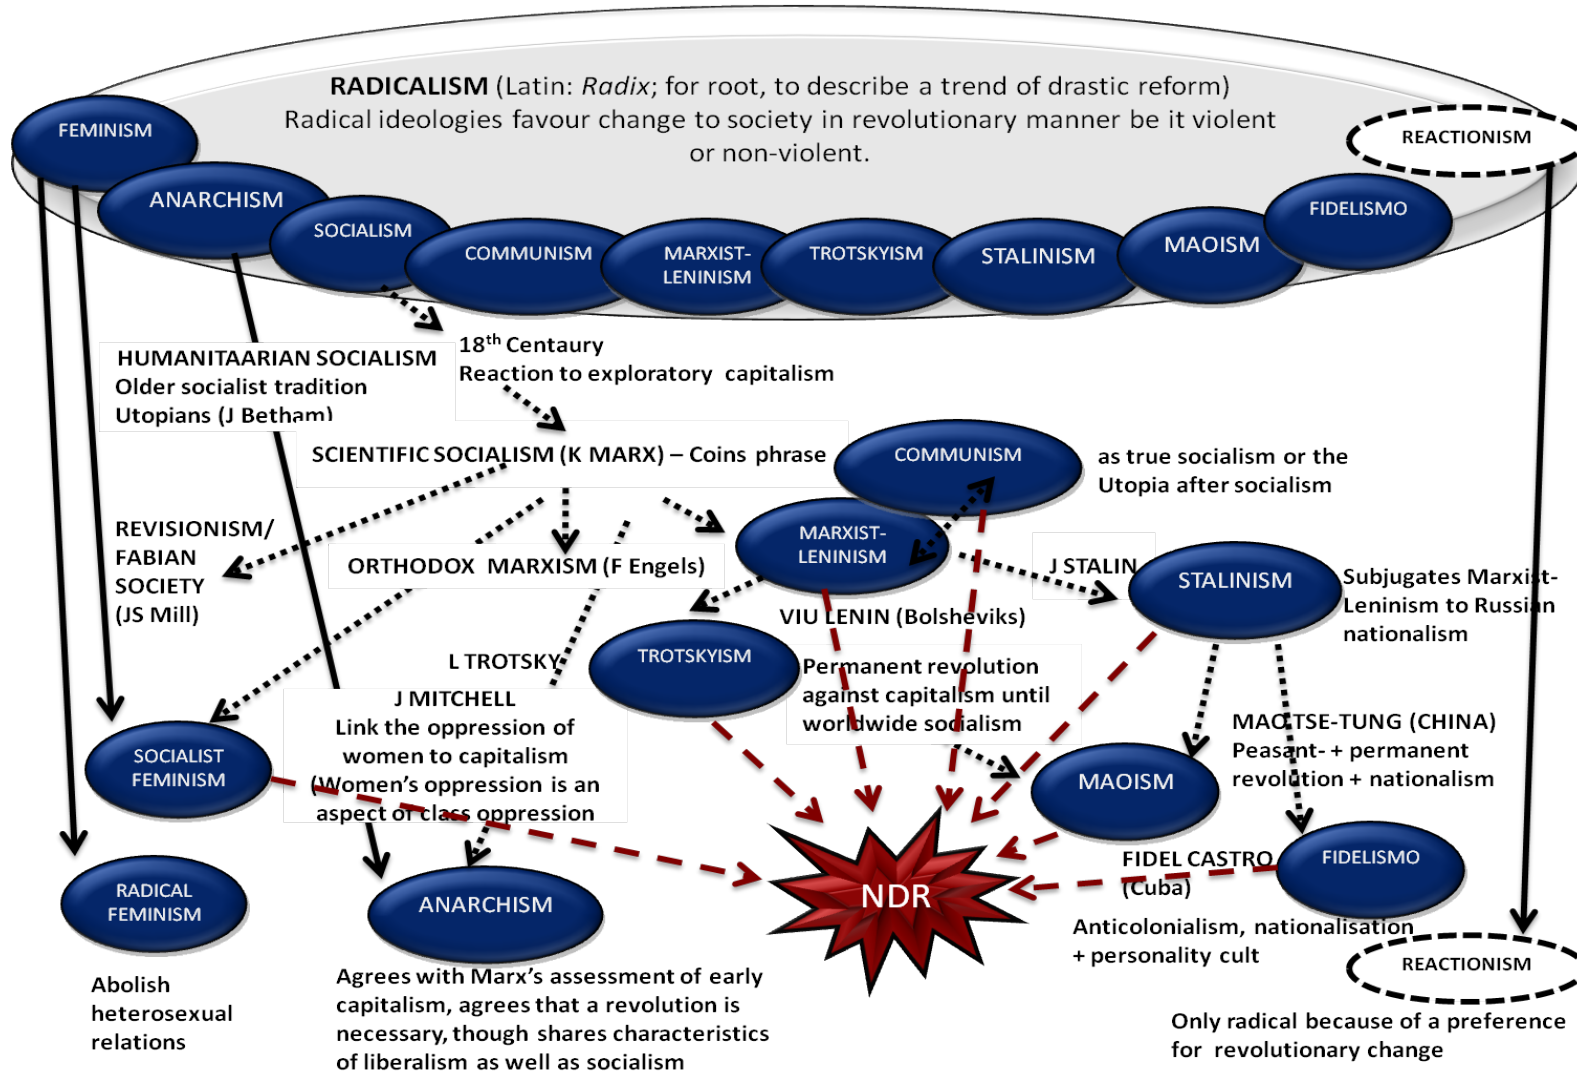 RADICALISM (Latin: Radix; for root, to describe a trend of drastic reform)
Radical ideologies favour change to society in revolutionary manner be it violent
or non-violent.
FEMINISM
ANARCHISM
SOCIALISM
COMMUNISM
MARXIST-
LENINISM
TROTSKYISM
STALINISM
MAOISM
FIDELISMO
REACTIONISM
HUMANITAARIAN SOCIALISM
Older socialist tradition
Utopians (J Betham)
18th Centaury
Reaction to exploratory capitalism
SCIENTIFIC SOCIALISM (K MARX) – Coins phrase
COMMUNISM
as true socialism or the
Utopia after socialism
REVISIONISM/
FABIAN
SOCIETY
(JS Mill)
ORTHODOX MARXISM (F Engels)
MARXIST-
LENINISM
VIU LENIN (Bolsheviks)
J STALIN
STALINISM
Subjugates Marxist-
Leninism to Russian
nationalism
L TROTSKY
TROTSKYISM
Permanent revolution
against capitalism until
worldwide socialism
J MITCHELL
Link the oppression of
women to capitalism
(Women's oppression is an
aspect of class oppression
SOCIALIST
FEMINISM
MAOISM
MAO TSE-TUNG (CHINA)
Peasant- + permanent
revolution + nationalism
NDR
FIDEL CASTRO
(Cuba)
FIDELISMO
Anticolonialism, nationalisation
+ personality cult
RADICAL
FEMINISM
Abolish
heterosexual
relations
ANARCHISM
Agrees with Marx's assessment of early
capitalism, agrees that a revolution is
necessary, though shares characteristics
of liberalism as well as socialism
REACTIONISM
Only radical because of a preference
for revolutionary change